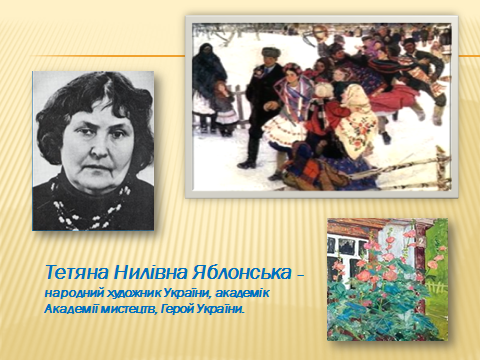 Тетяна Нилівна Яблонська –
народний художник України, академік
Академії мистецтв, Герой України.